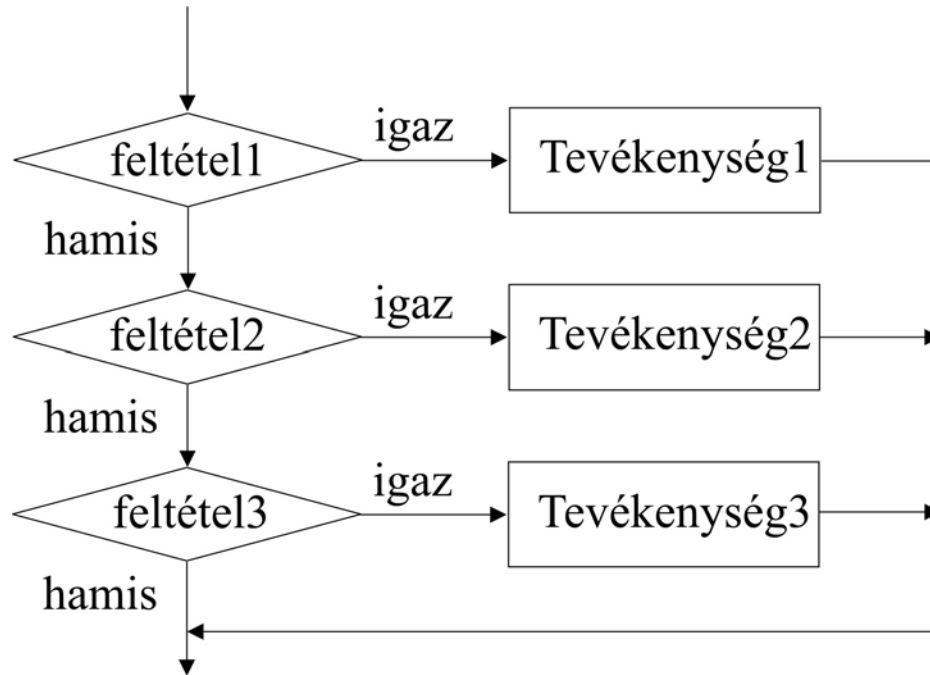 igaz
feltétel1
Tevékenység1
hamis
igaz
feltétel2
Tevékenység2
hamis
igaz
feltétel3
Tevékenység3
hamis